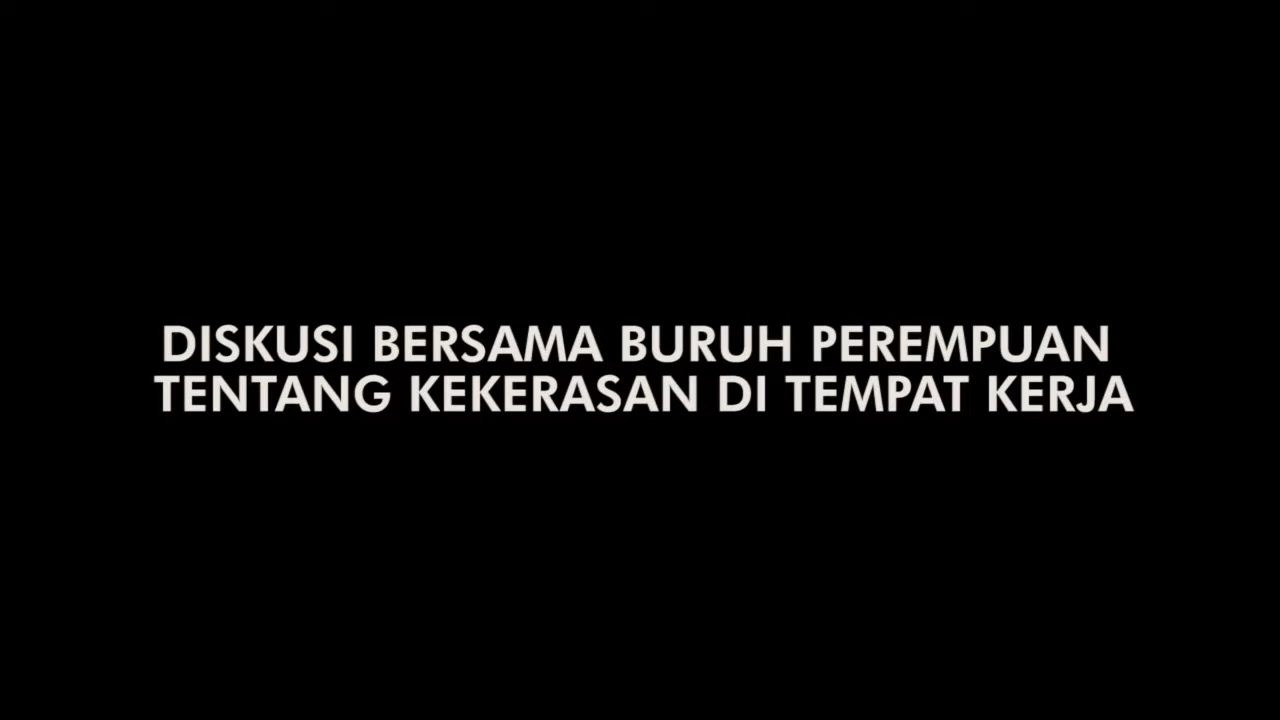 DISKUSI BERSAMA BURUH PEREMPUAN
TENTANG KEKERASAN DI TEMPAT KERJA